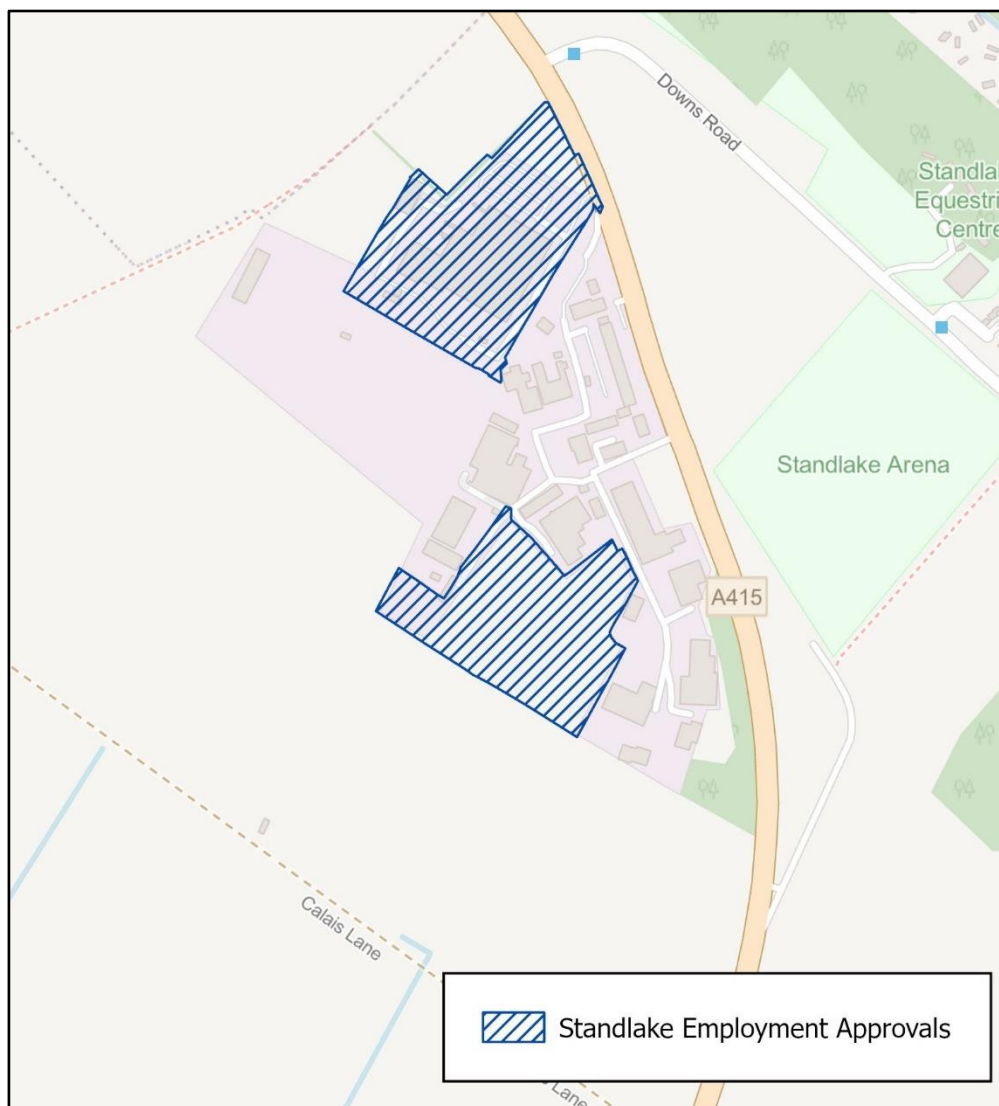 Downs Road
Standla
Equestri
Centre
Standlake Arena
A415
Calais Lane
Standlake Employment Approvals
Lane